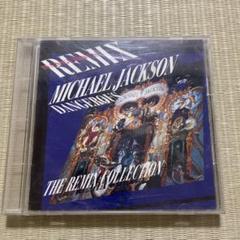 REMIX
MICHAEL JACKSON
DANGEROUS
THE REMIX COLLECTION